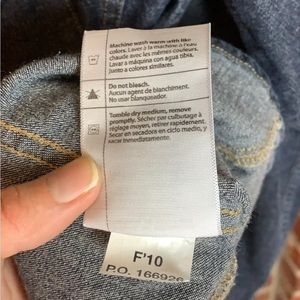 Machine wash warm with like
colors. Laver à la machine à l'eau
chaude avec les mêmes couleurs.
Lavar a máquina con agua tibia.
Junto a colores similares.
Do not bleach.
Aucun agent de blanchiment.
No usar blanqueador.
Tumble dry medium, remove
promptly. Sécher par culbutage à
réglage moyen, retirer rapidement.
Secar en secadora en ciclo medio, y
sacar inmediatamente.
F'10
P.O. 166926